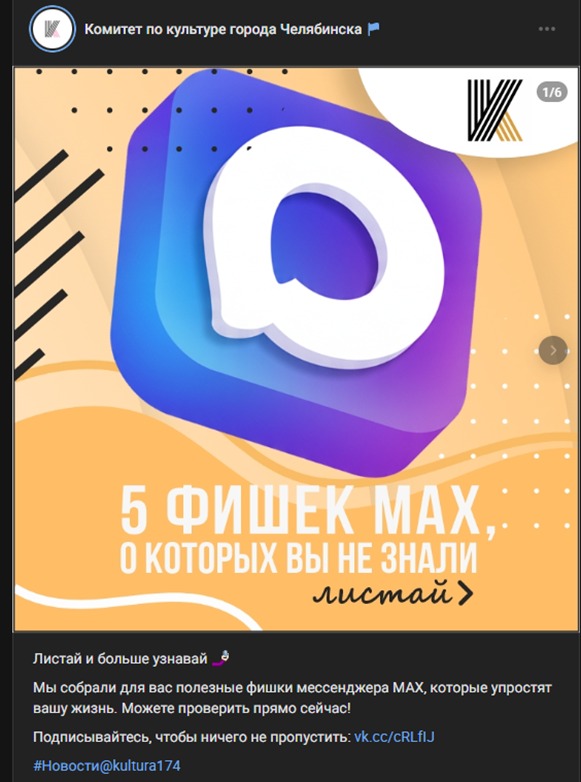 Комитет по культуре города Челябинска
1/6
5 ФИШЕК MAX,
О КОТОРЫХ ВЫ НЕ ЗНАЛИ
листай
Листай и больше узнавай
Мы собрали для вас полезные фишки мессенджера MAX, которые упростят
вашу жизнь. Можете проверить прямо сейчас!
Подписывайтесь, чтобы ничего не пропустить: vk.cc/cRLfIJ
#Новости@kultura174